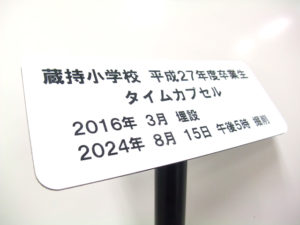 蔵持小学校 平成27年度卒業生
タイムカプセル
2016年 3月 埋設
2024年 8月 15日 午後5時 掘削